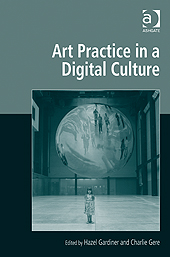 ASHGATE
Art Practice in a
Digital Culture
Edited by Hazel Gardiner and Charlie Gere